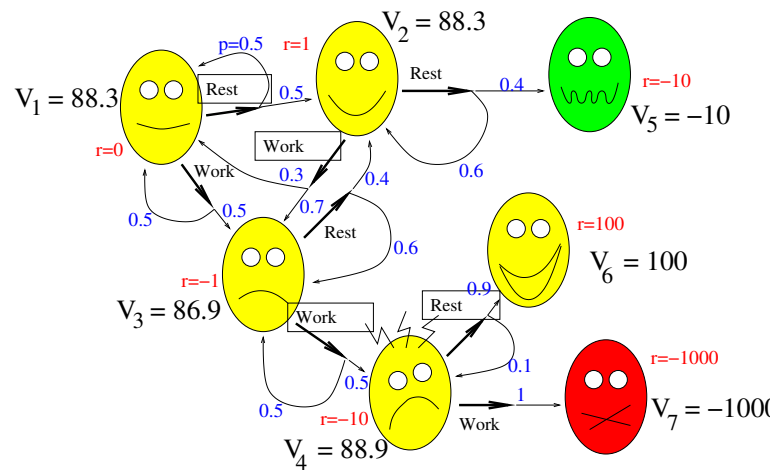 V2 = 88.3
p=0.5
r=1
Rest
0.4
r=−10
V5 = −10
V1 = 88.3
Rest
0.5
r=0
Work
0.6
Work
0.3
0.4
0.5
0.5
0.7
Rest
0.6
r=100
V6 = 100
r=−1
V3 = 86.9
Work
Rest
0.9
0.5
0.5
0.1
r=−1000
r=−10
Work
1
V7 = −1000
V4 = 88.9